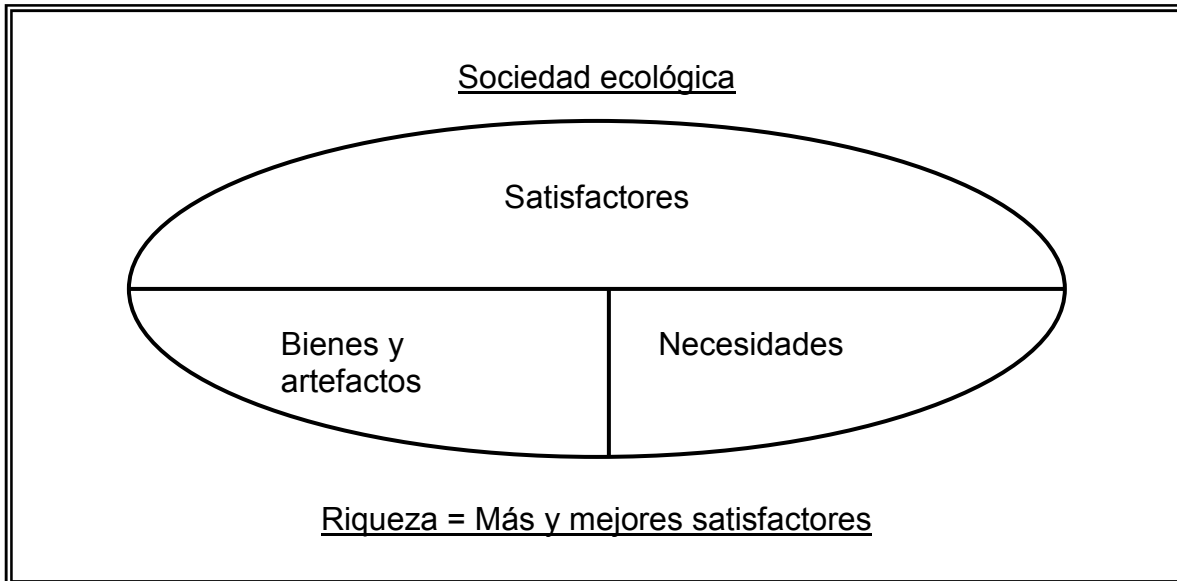 Sociedad ecológica
Satisfactores
Bienes y
artefactos
Necesidades
Riqueza = Más y mejores satisfactores